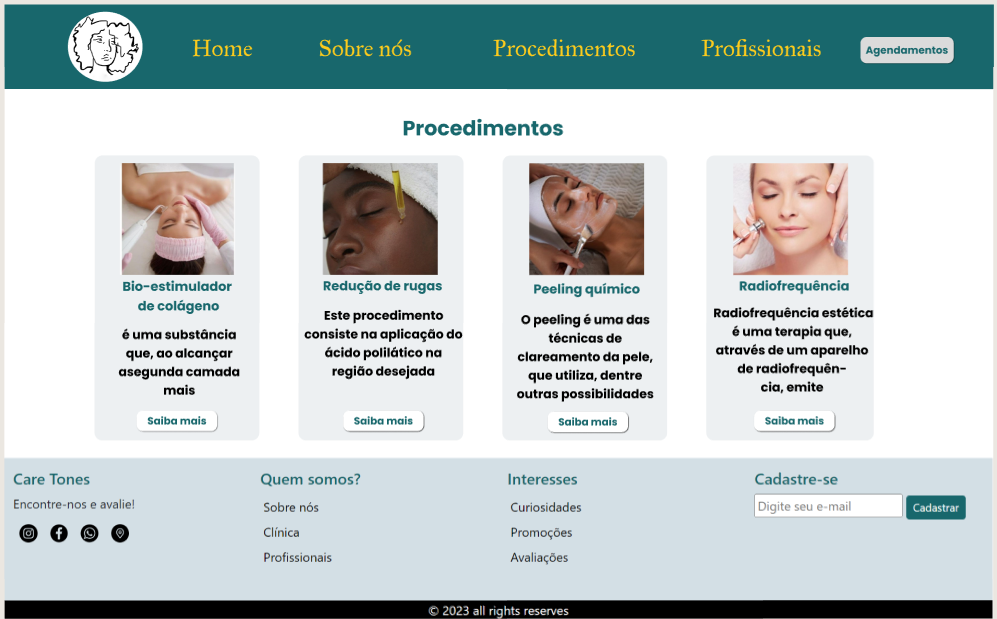 Home Sobre nós Procedimentos Profissionais Agendamentos
Procedimentos
Bio-estimulador
de colágeno
é uma substância
que, ao alcançar
asegunda camada
mais
Saiba mais
Redução de rugas
Este procedimento
consiste na aplicação do
ácido polilático na
região desejada
Saiba mais
Peeling químico
O peeling é uma das
técnicas de
clareamento da pele,
que utiliza, dentre
outras possibilidades
Saiba mais
Radiofrequência
Radiofrequência estética
é uma terapia que,
através de um aparelho
de radiofrequên-
cia, emite
Saiba mais
Care Tones
Encontre-nos e avalie!
Quem somos?
Sobre nós
Clínica
Profissionais
Interesses
Curiosidades
Promoções
Avaliações
Cadastre-se
Digite seu e-mail Cadastrar
© 2023 all rights reserves